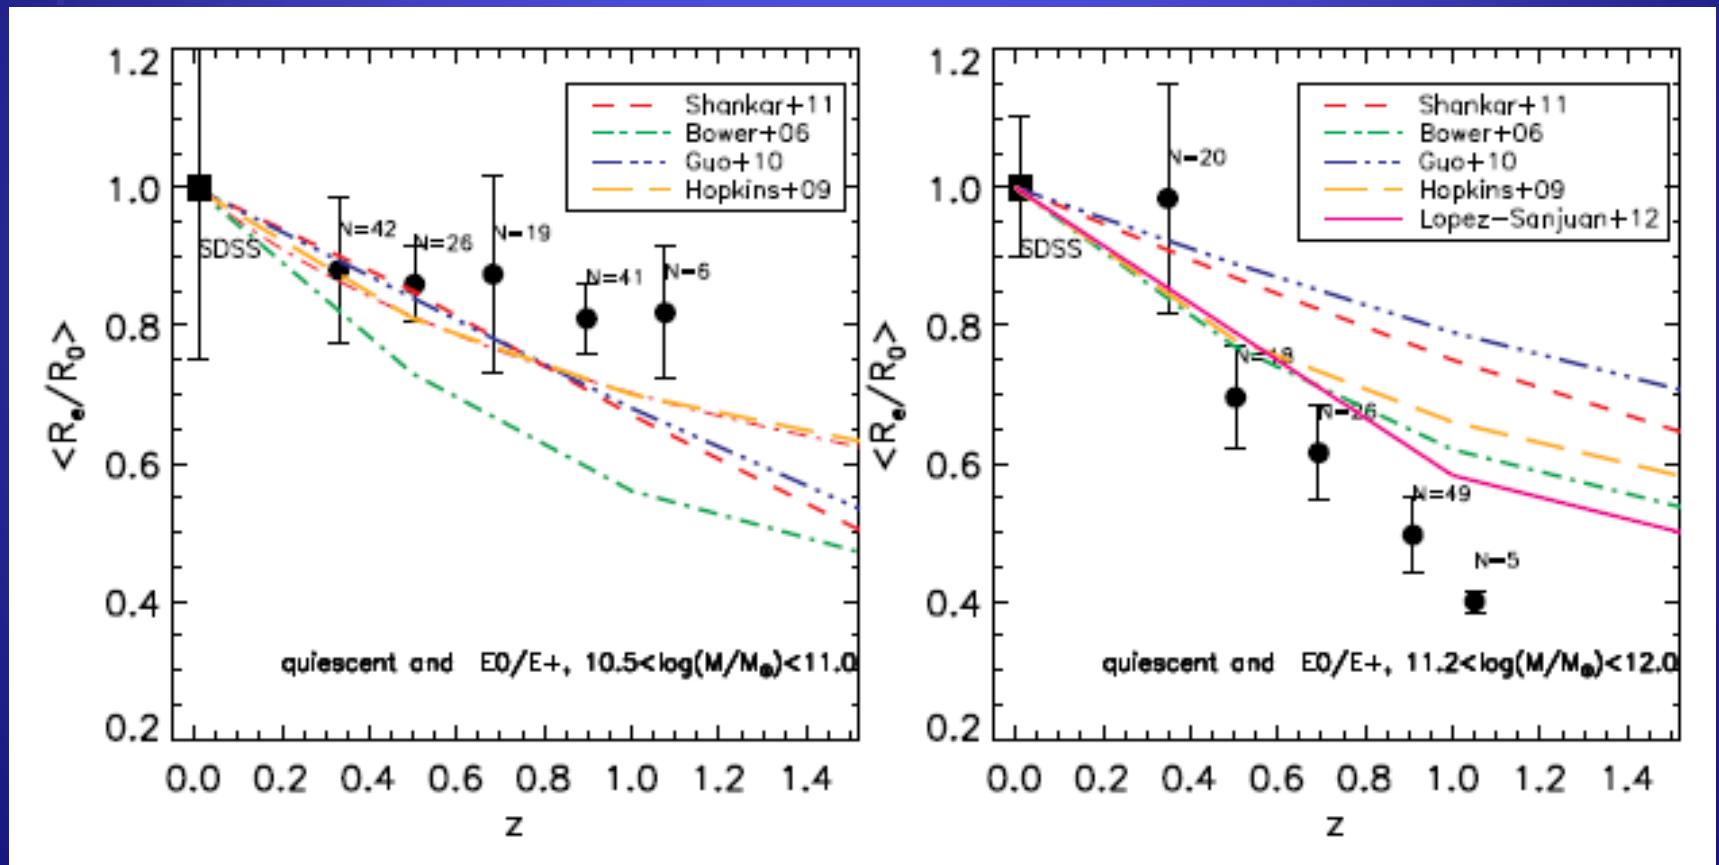 1.2
1.0
0.8
0.6
0.4
0.2
<Re/R0>
Shankar+11
Bower+06
Guo+10
Hopkins+09
SDSS
N=42
N=26
N=19
N=41
N=6
quiescent and E0/E+, 10.5<log(M/M⊙)<11.0
0.0 0.2 0.4 0.6 0.8 1.0 1.2 1.4
z
1.2
1.0
0.8
0.6
0.4
0.2
<Re/R0>
Shankar+11
Bower+06
Guo+10
Hopkins+09
Lopez-Sanjuan+12
SDSS
N=20
N=26
N=49
N=5
quiescent and E0/E+, 11.2<log(M/M⊙)<12.0
0.0 0.2 0.4 0.6 0.8 1.0 1.2 1.4
z